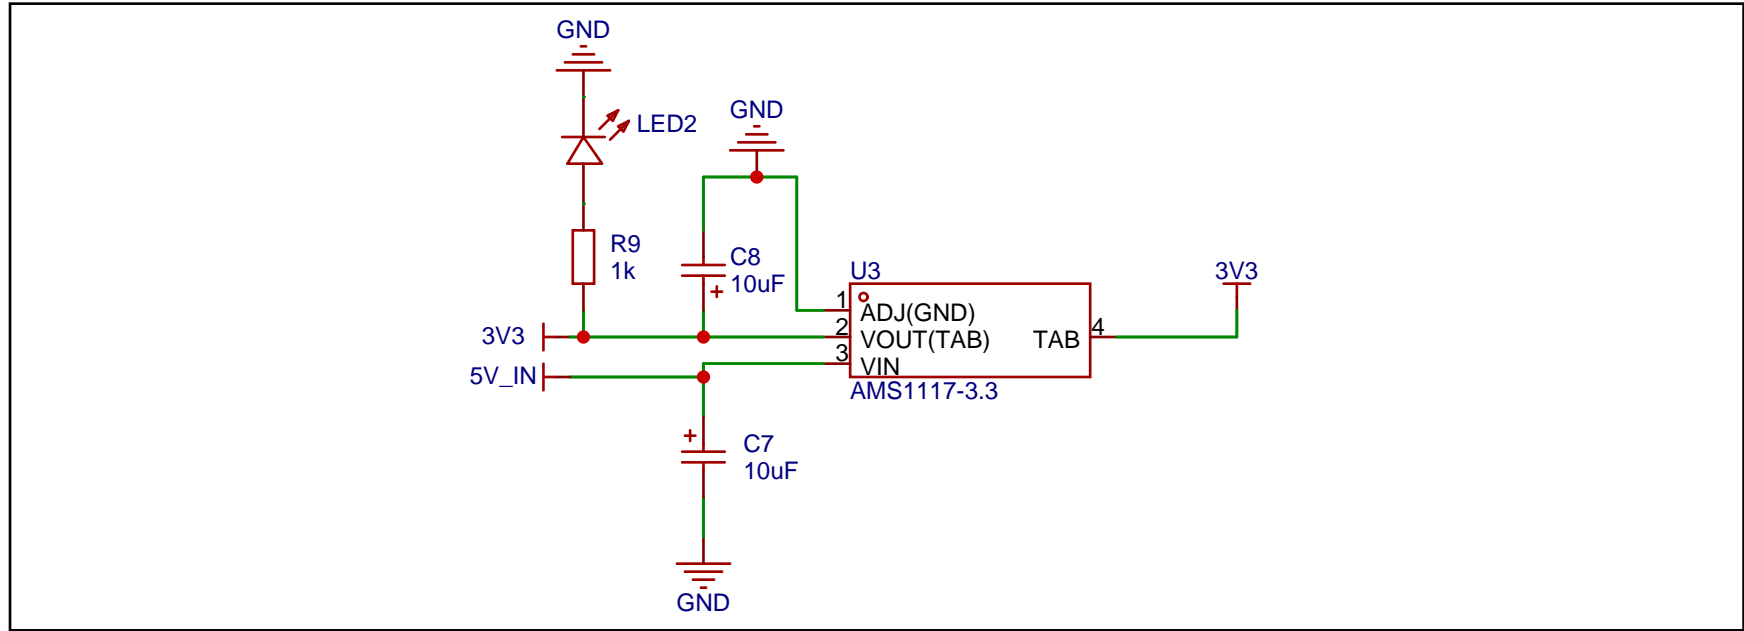 GND
GND
LED2
R9
1k
C8
10uF
+
U3
3V3
1
ADJ(GND)
2
VOUT(TAB)
TAB
4
3
VIN
3V3
5V_IN
AMS1117-3.3
+
C7
10uF
GND